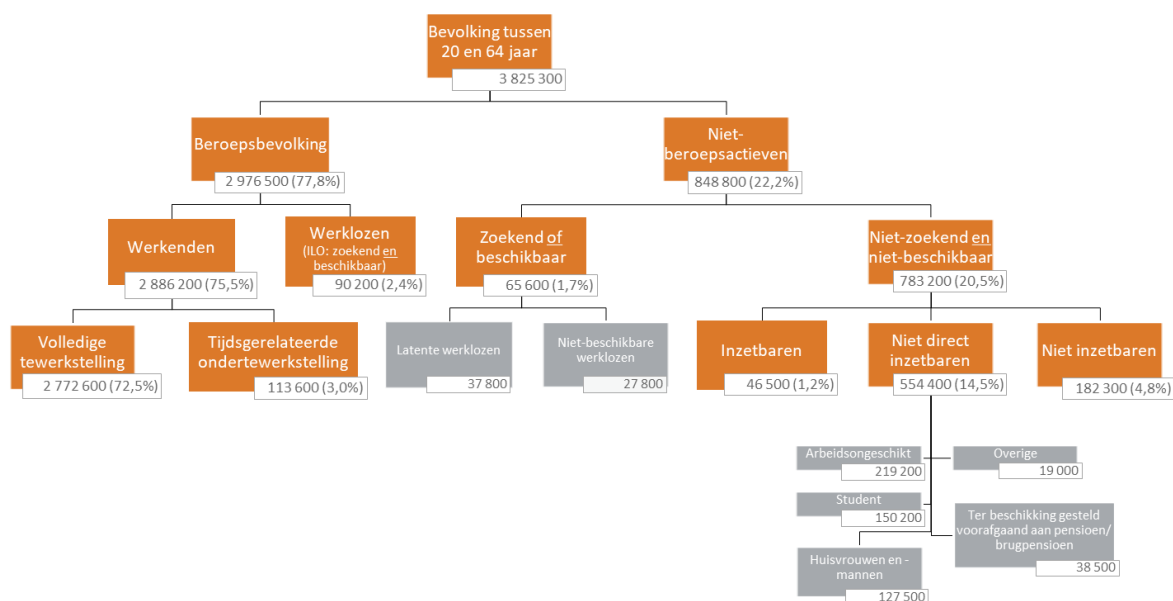 Bevolking tussen
20 en 64 jaar
3 825 300
Beroepsbevolking
2 976 500 (77,8%)
Niet-
beroepsactieven
848 800 (22,2%)
Werkenden
2 886 200 (75,5%)
Werklozen
(ILO: zoekend en
beschikbaar)
90 200 (2,4%)
Zoekend of
beschikbaar
65 600 (1,7%)
Niet-zoekend en
niet-beschikbaar
783 200 (20,5%)
Volledige
tewerkstelling
2 772 600 (72,5%)
Tijdsgerelateerde
ondertewerkstelling
113 600 (3,0%)
Latente werklozen
37 800
Niet-beschikbare
werklozen
27 800
Inzetbaren
46 500 (1,2%)
Niet direct
inzetbaren
554 400 (14,5%)
Niet inzetbaren
182 300 (4,8%)
Arbeidsongeschikt
219 200
Overige
19 000
Student
150 200
Ter beschikking gesteld
voorafgaand aan pensioen/
brugpensioen
38 500
Huisvrouwen en -
mannen
127 500